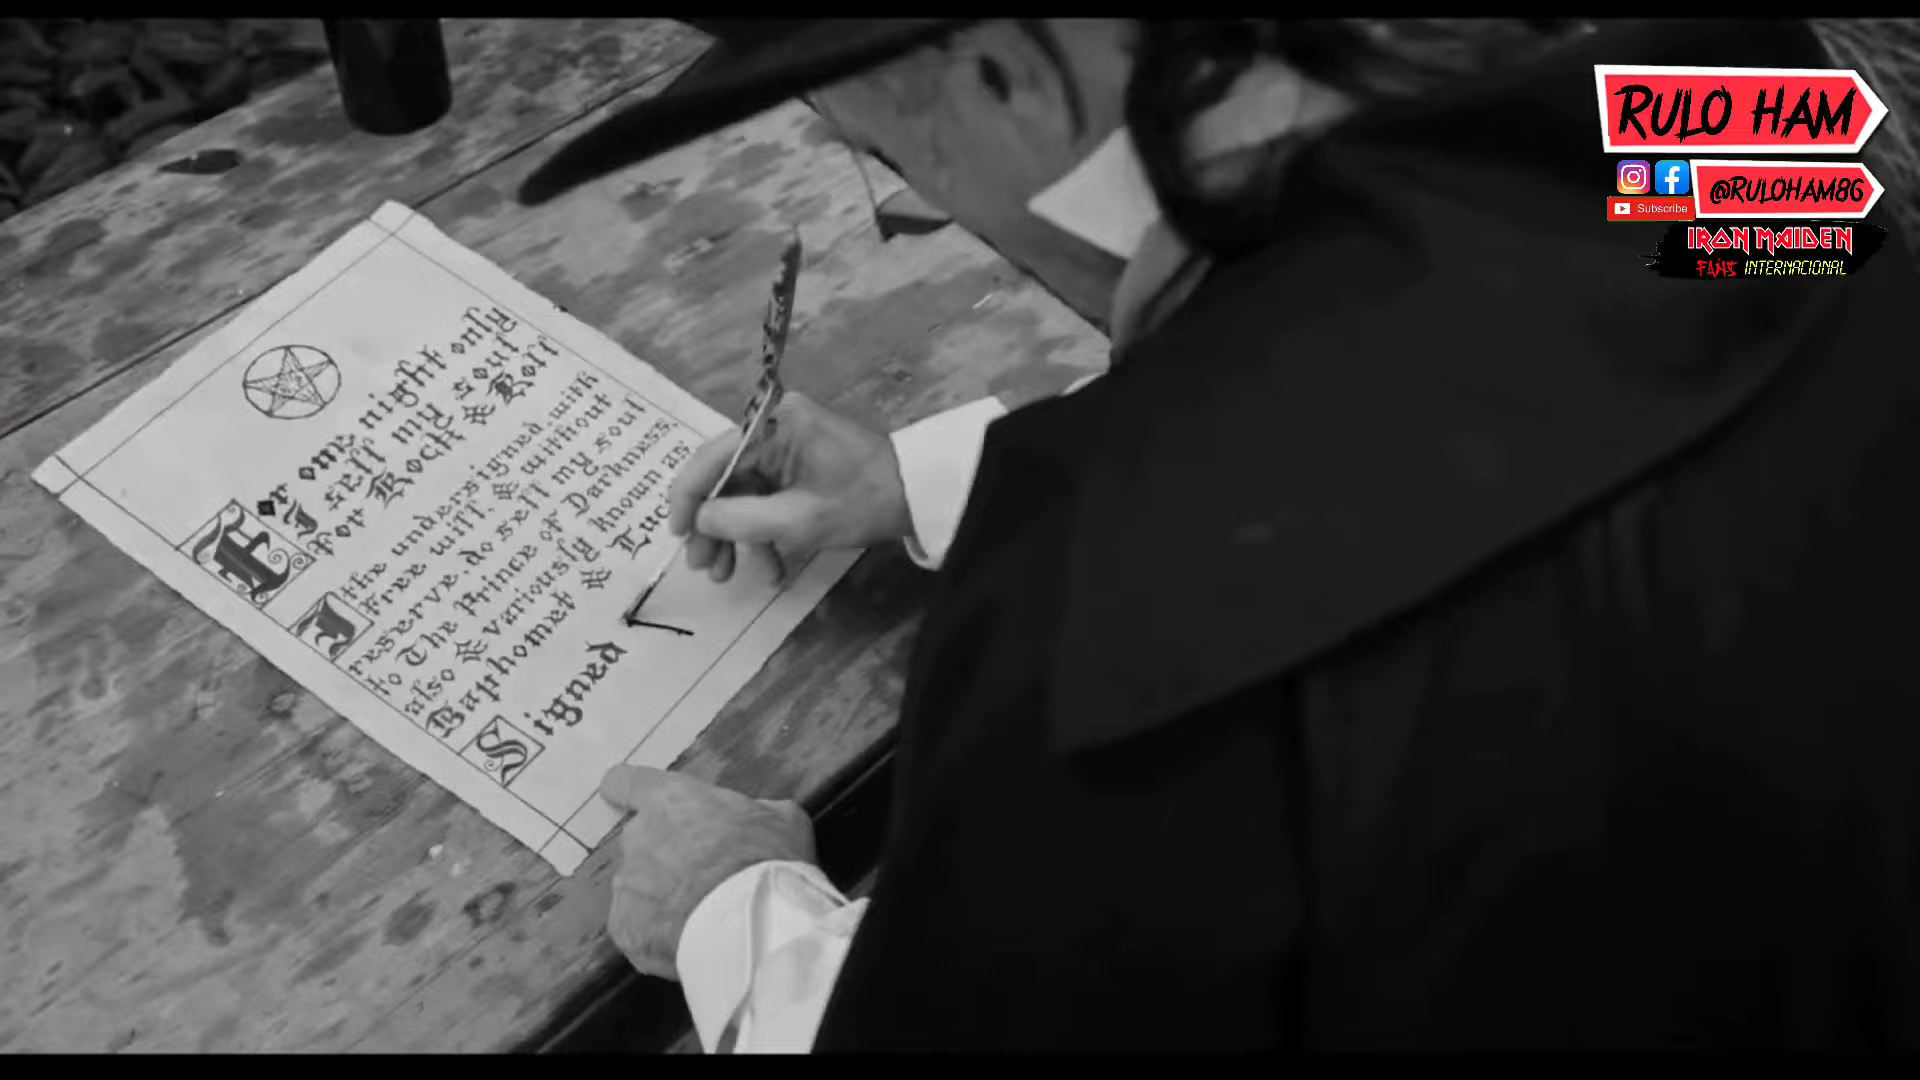 For one night only
I sell my soul
For Rock & Roll
I the undersigned, with
free will, & without
reserve, do sell my soul
to The Prince of Darkness,
also & variously known as
Baphomet & Luci
Signed
RULO HAM
@RULOHAM86
Subscribe
IRON MAIDEN
FANS INTERNACIONAL